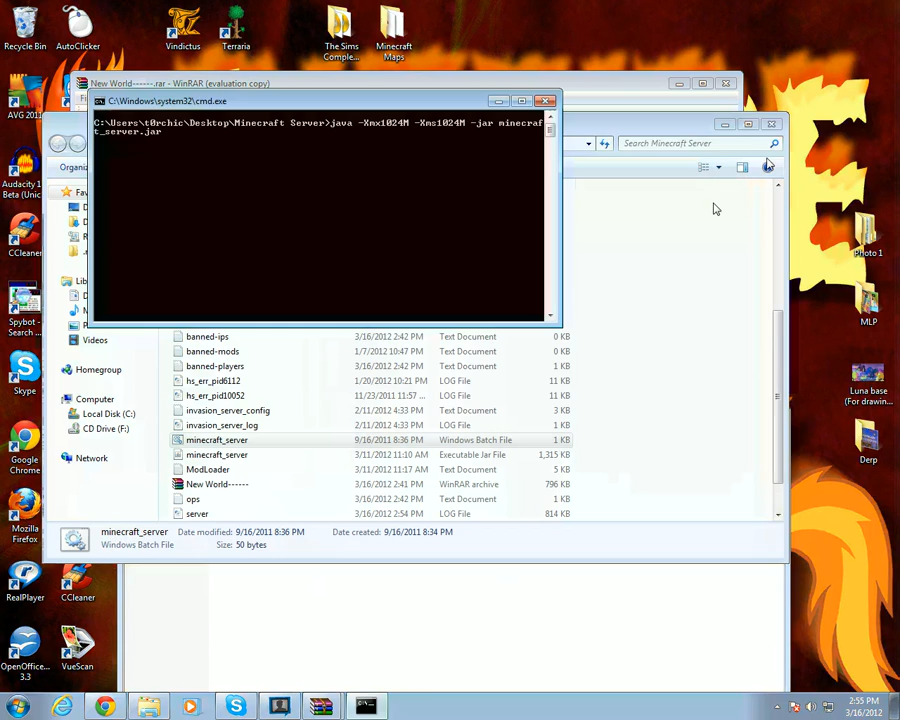 Recycle Bin
AutoClicker
Vindictus
Terraria
The Sims
Comple...
Minecraft
Maps
New World------.rar - WinRAR (evaluation copy)
C:\Windows\system32\cmd.exe
C:\Users\t0rchic\Desktop\Minecraft Server>java -Xmx1024M -Xms1024M -jar minecraf
t_server.jar
Search Minecraft Server
Organi
AVG 2011
Fav
Audacity 1
Beta (Unic
CCleaner
Photo 1
Lib
Spybot -
Search ...
MLP
Videos
Homegroup
Skype
Computer
Local Disk (C:)
CD Drive (F:)
Luna base
(For drawin...
Network
Google
Chrome
Derp
Mozilla
Firefox
banned-ips 3/16/2012 2:42 PM Text Document 0 KB
banned-mods 1/7/2012 10:47 PM Text Document 0 KB
banned-players 3/16/2012 2:42 PM Text Document 1 KB
hs_err_pid6112 1/20/2012 10:21 PM LOG File 11 KB
hs_err_pid10052 11/23/2011 11:57 ... LOG File 11 KB
invasion_server_config 2/11/2012 4:33 PM Text Document 3 KB
invasion_server_log 2/11/2012 4:33 PM LOG File 1 KB
minecraft_server 9/16/2011 8:36 PM Windows Batch File 1 KB
minecraft_server 3/11/2012 11:10 AM Executable Jar File 1,315 KB
ModLoader 3/11/2012 11:17 AM Text Document 5 KB
New World------ 3/16/2012 2:41 PM WinRAR archive 796 KB
ops 3/16/2012 2:42 PM Text Document 1 KB
server 3/16/2012 2:54 PM LOG File 814 KB
minecraft_server Date modified: 9/16/2011 8:36 PM Date created: 9/16/2011 8:34 PM
Windows Batch File Size: 50 bytes
RealPlayer
CCleaner
OpenOffice...
3.3
VueScan
2:55 PM
3/16/2012